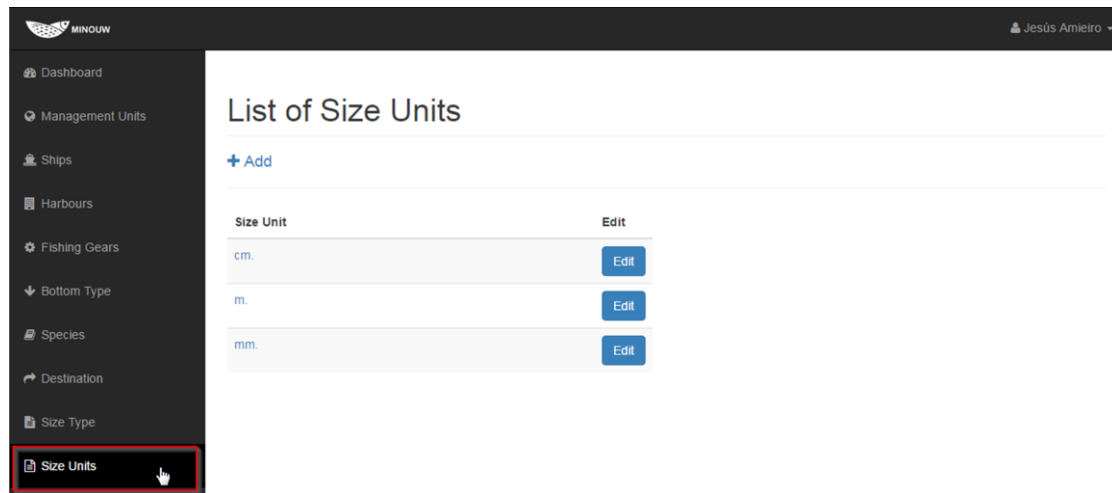 MINOUW
Jesús Amieiro
Dashboard
Management Units
Ships
Harbours
Fishing Gears
Bottom Type
Species
Destination
Size Type
Size Units
List of Size Units
Add
Size Unit Edit
cm. Edit
m. Edit
mm. Edit